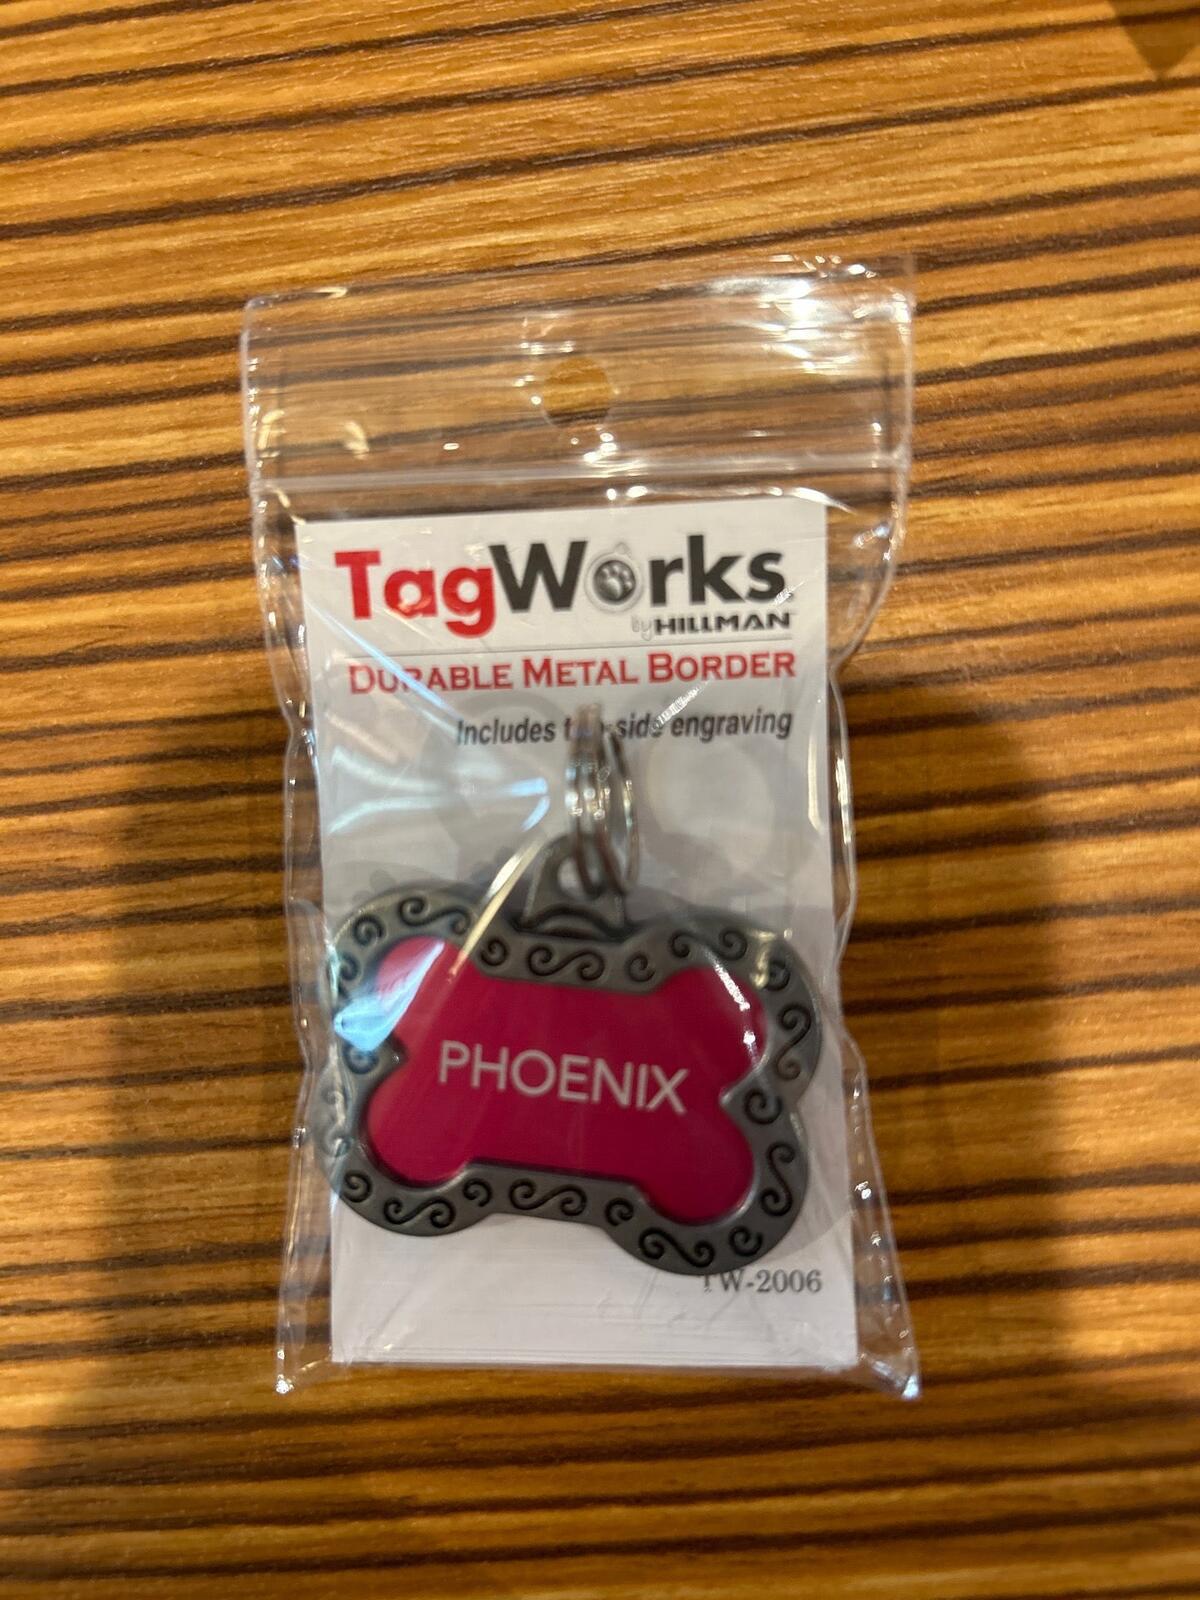 TagWorks
by HILLMAN
DURABLE METAL BORDER
Includes side engraving
PHOENIX
TW-2006